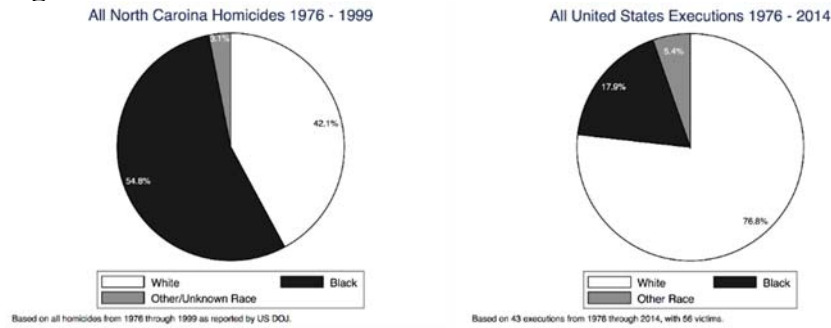 All North Caroina Homicides 1976 - 1999
3.1%
42.1%
54.8%
White
Black
Other/Unknown Race
Based on all homicides from 1976 through 1999 as reported by US DOJ.
All United States Executions 1976 - 2014
5.4%
17.9%
76.8%
White
Black
Other Race
Based on 43 executions from 1976 through 2014, with 56 victims.